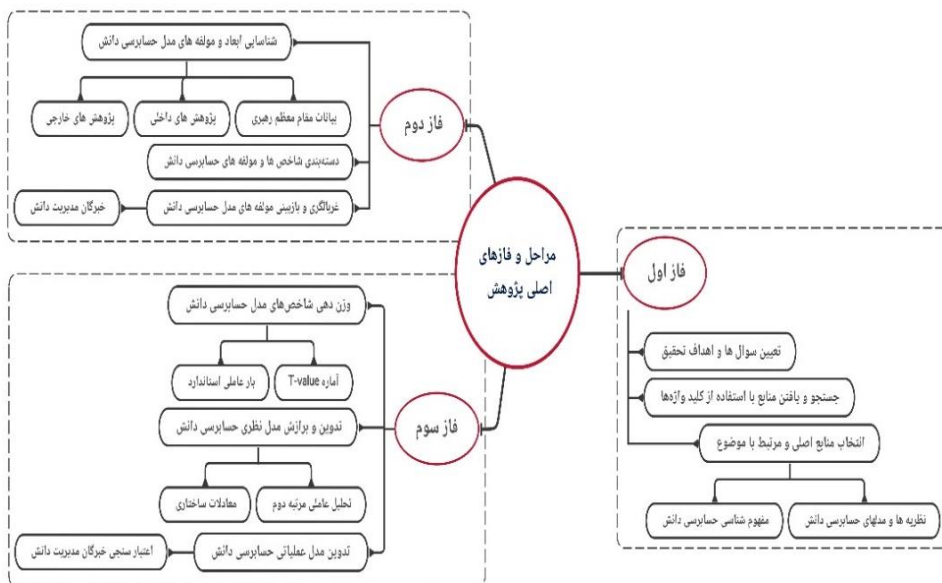 مراحل و فازهای
اصلی پژوهش
فاز اول
تعیین سوال ها و اهداف تحقیق
جستجو و یافتن منابع با استفاده از کلید واژه‌ها
انتخاب منابع اصلی و مرتبط با موضوع
نظریه ها و مدلهای حسابرسی دانش
مفهوم شناسی حسابرسی دانش
فاز دوم
شناسایی ابعاد و مولفه های مدل حسابرسی دانش
بیانات مقام معظم رهبری
پژوهش های داخلی
پژوهش های خارجی
دسته‌بندی شاخص ها و مولفه های حسابرسی دانش
غربالگری و بازبینی مولفه های مدل حسابرسی دانش
خبرگان مدیریت دانش
فاز سوم
وزن دهی شاخص‌های مدل حسابرسی دانش
آماره T-value
بار عاملی استاندارد
تدوین و برازش مدل نظری حسابرسی دانش
تحلیل عاملی مرتبه دوم
معادلات ساختاری
تدوین مدل عملیاتی حسابرسی دانش
اعتبار سنجی خبرگان مدیریت دانش